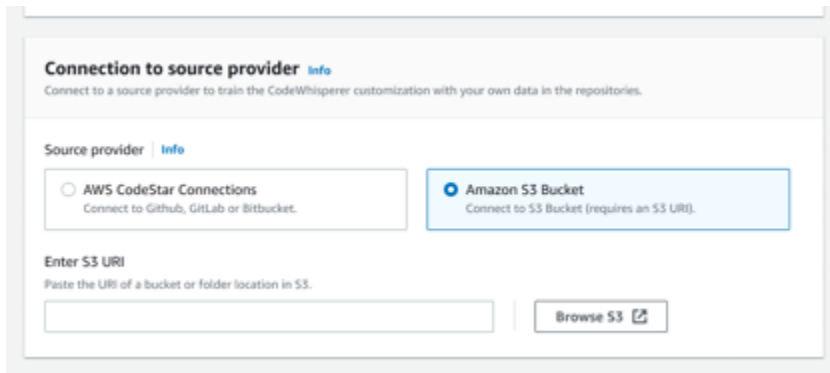 Connection to source provider Info
Connect to a source provider to train the CodeWhisperer customization with your own data in the repositories.
Source provider Info
AWS CodeStar Connections
Connect to Github, GitLab or Bitbucket.
Amazon S3 Bucket
Connect to S3 Bucket (requires an S3 URI).
Enter S3 URI
Paste the URI of a bucket or folder location in S3.
Browse S3